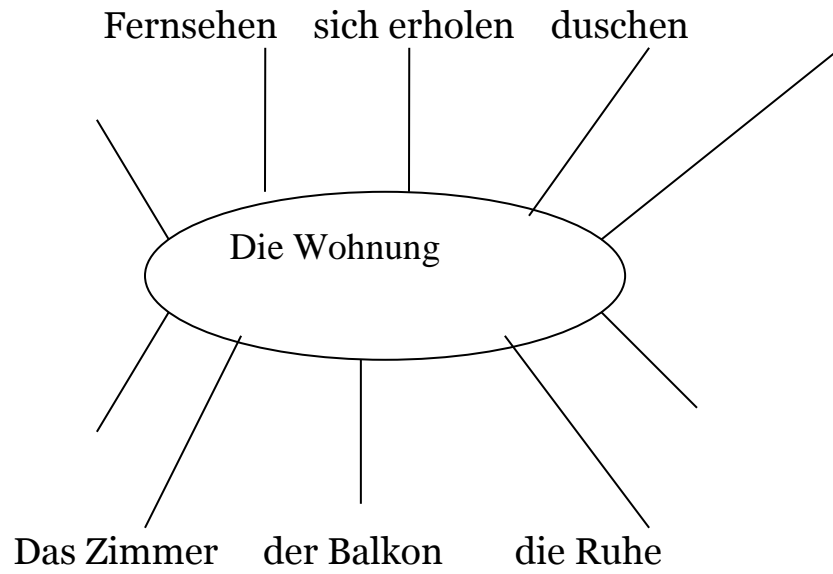 Fernsehen sich erholen duschen
Die Wohnung
Das Zimmer der Balkon die Ruhe